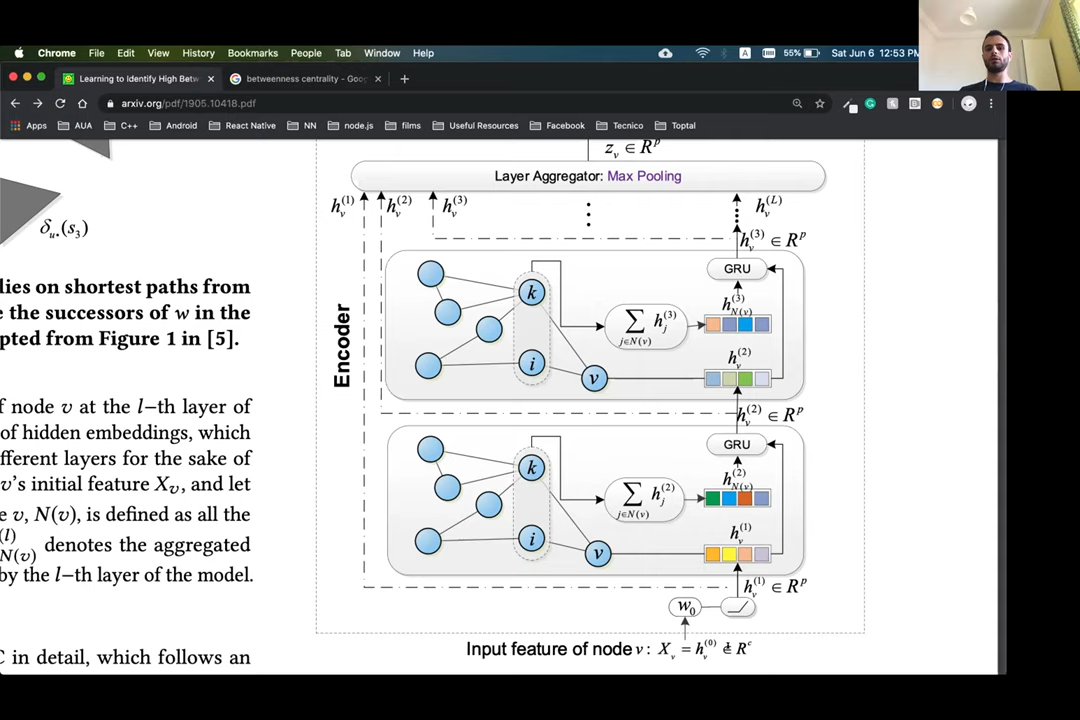 Chrome File Edit View History Bookmarks People Tab Window Help A 55% Sat Jun 6 12:53 PM
Learning to Identify High Betw × betweenness centrality - Goog × +
arxiv.org/pdf/1905.10418.pdf
Apps AUA C++ Android React Native NN node.js films Useful Resources Facebook Tecnico Toptal
z_v ∈ R^p
Layer Aggregator: Max Pooling
h_v^(1) h_v^(2) h_v^(3) h_v^(L)
δ_u.(s_3)
h_v^(3) ∈ R^p
GRU
k
h_N(v)^(3)
∑ h_j^(3)
j∈N(v)
h_v^(2)
i
v
Encoder
lies on shortest paths from
e the successors of w in the
pted from Figure 1 in [5].
h_v^(2) ∈ R^p
GRU
k
h_N(v)^(2)
∑ h_j^(2)
j∈N(v)
h_v^(1)
i
v
f node v at the l−th layer of
of hidden embeddings, which
fferent layers for the sake of
v's initial feature X_v, and let
e v, N(v), is defined as all the
(l)
N(v) denotes the aggregated
by the l−th layer of the model.
h_v^(1) ∈ R^p
W_0
Input feature of node v : X_v = h_v^(0) ∈ R^c
C in detail, which follows an